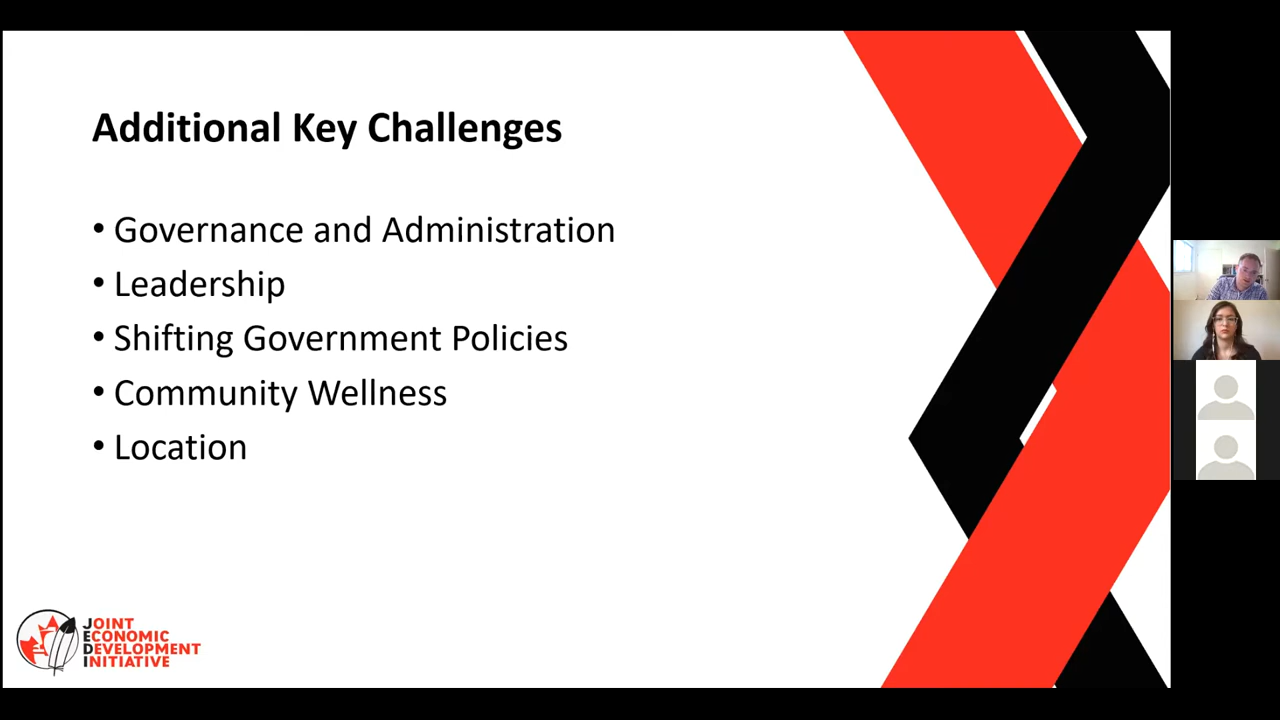 Additional Key Challenges
• Governance and Administration
• Leadership
• Shifting Government Policies
• Community Wellness
• Location
JOINT
ECONOMIC
DEVELOPMENT
INITIATIVE